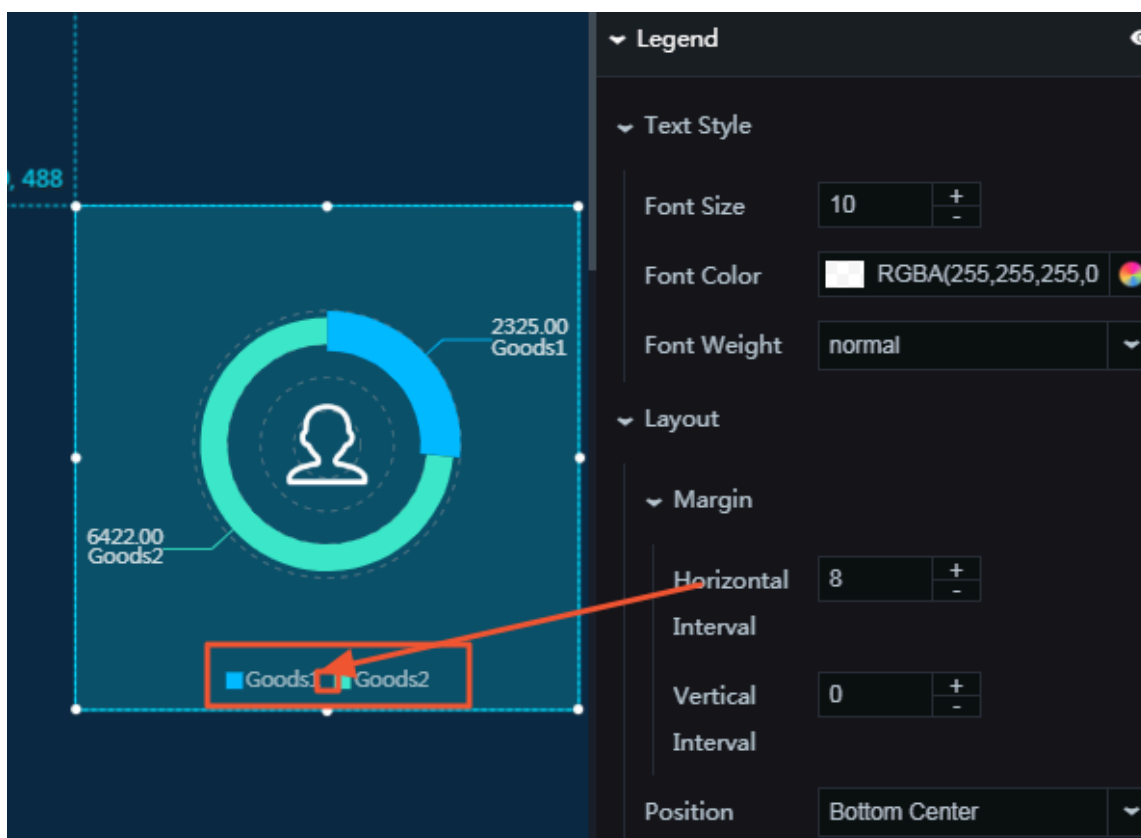 , 488
2325.00
Goods1
6422.00
Goods2
Goods1 Goods2
Legend
Text Style
Font Size 10 + -
Font Color RGBA(255,255,255,0
Font Weight normal
Layout
Margin
Horizontal Interval 8 + -
Vertical Interval 0 + -
Position Bottom Center